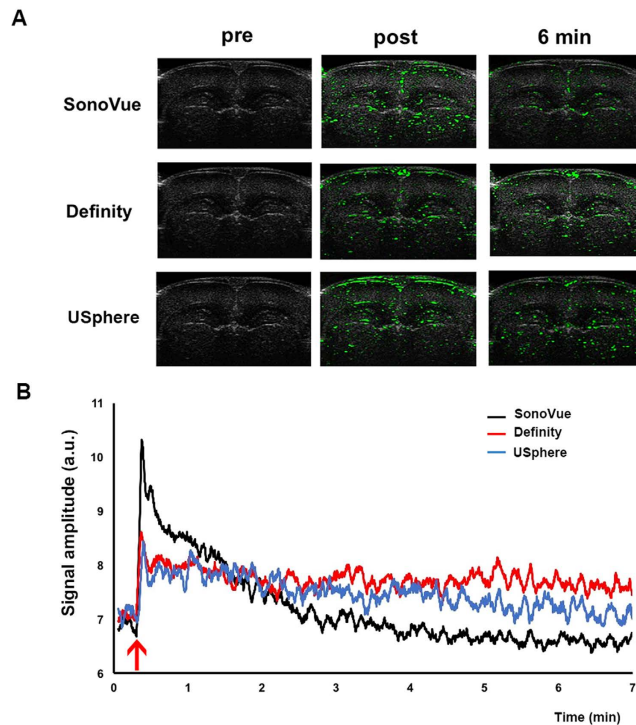 A
pre post 6 min
SonoVue
Definity
USphere
B
11
10
9
8
7
6
Signal amplitude (a.u.)
SonoVue
Definity
USphere
0 1 2 3 4 5 6 7
Time (min)